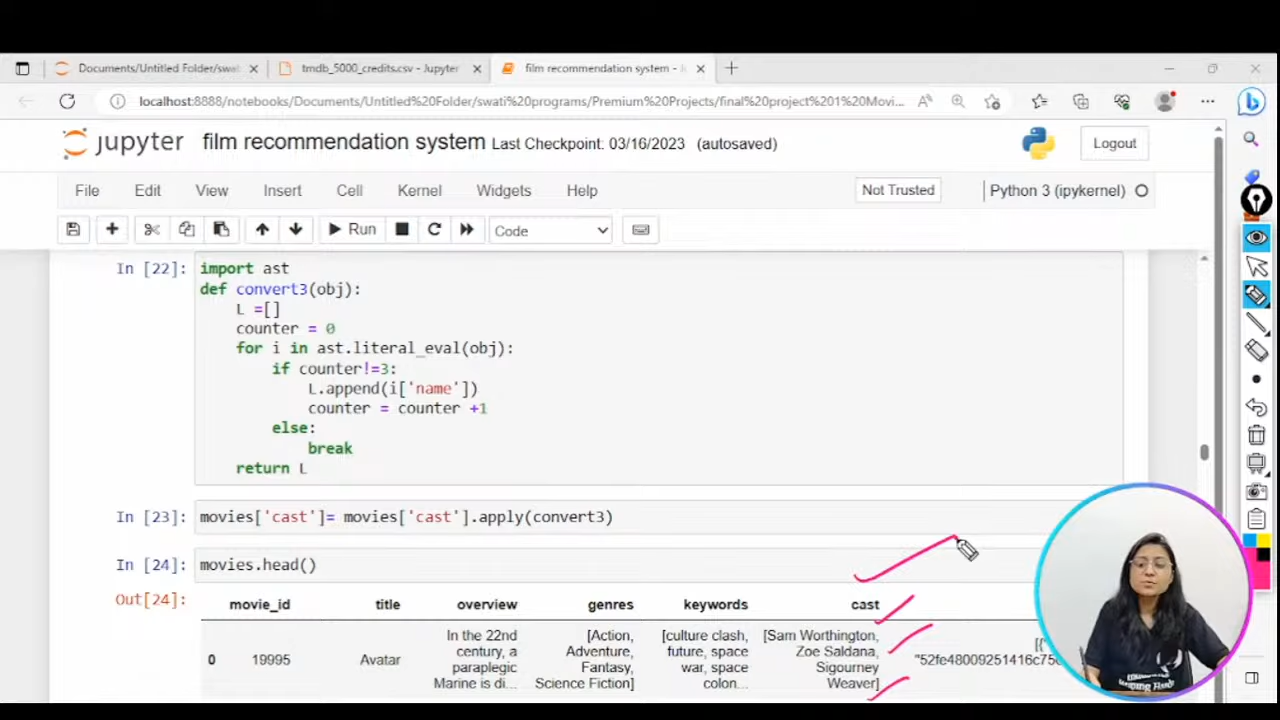 Documents/Untitled Folder/swati
tmdb_5000_credits.csv - Jupyter
film recommendation system - J
localhost:8888/notebooks/Documents/Untitled%20Folder/swati%20programs/Premium%20Projects/final%20project%201%20Movi...
jupyter film recommendation system Last Checkpoint: 03/16/2023 (autosaved)
Logout
File Edit View Insert Cell Kernel Widgets Help
Not Trusted
Python 3 (ipykernel)
Run
Code
In [22]: import ast
def convert3(obj):
L =[]
counter = 0
for i in ast.literal_eval(obj):
if counter!=3:
L.append(i['name'])
counter = counter +1
else:
break
return L
In [23]: movies['cast']= movies['cast'].apply(convert3)
In [24]: movies.head()
Out[24]:
movie_id title overview genres keywords cast
0 19995 Avatar
In the 22nd
century, a
paraplegic
Marine is di...
[Action,
Adventure,
Fantasy,
Science Fiction]
[culture clash,
future, space
war, space
colon...
[Sam Worthington,
Zoe Saldana,
Sigourney
Weaver]
[{"